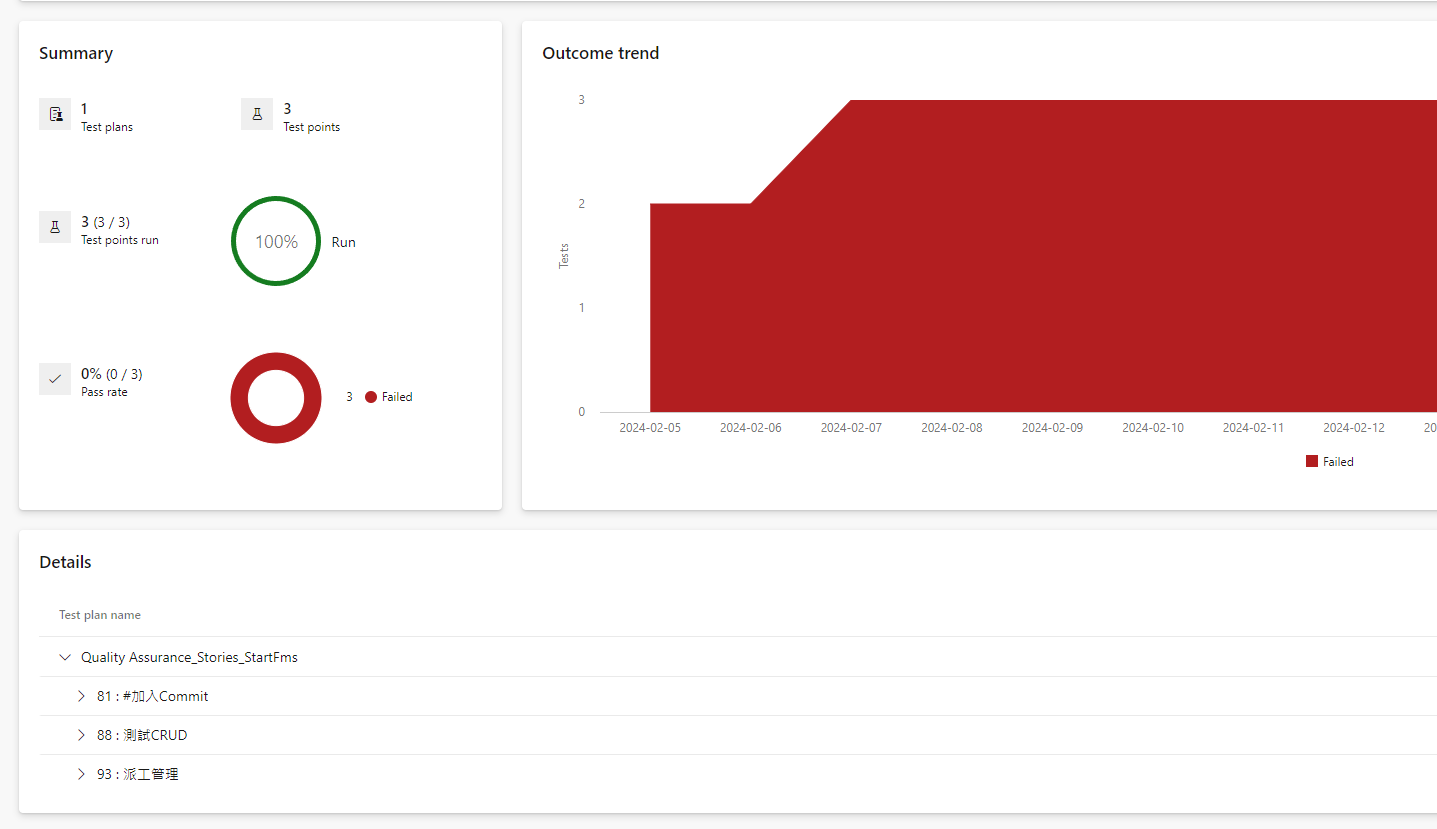 Summary
1
Test plans
3
Test points
3 (3 / 3)
Test points run
100%
Run
0% (0 / 3)
Pass rate
3 Failed
Outcome trend
3
2
1
0
Tests
2024-02-05 2024-02-06 2024-02-07 2024-02-08 2024-02-09 2024-02-10 2024-02-11 2024-02-12 20
Failed
Details
Test plan name
Quality Assurance_Stories_StartFms
81 : #加入Commit
88 : 測試CRUD
93 : 派工管理